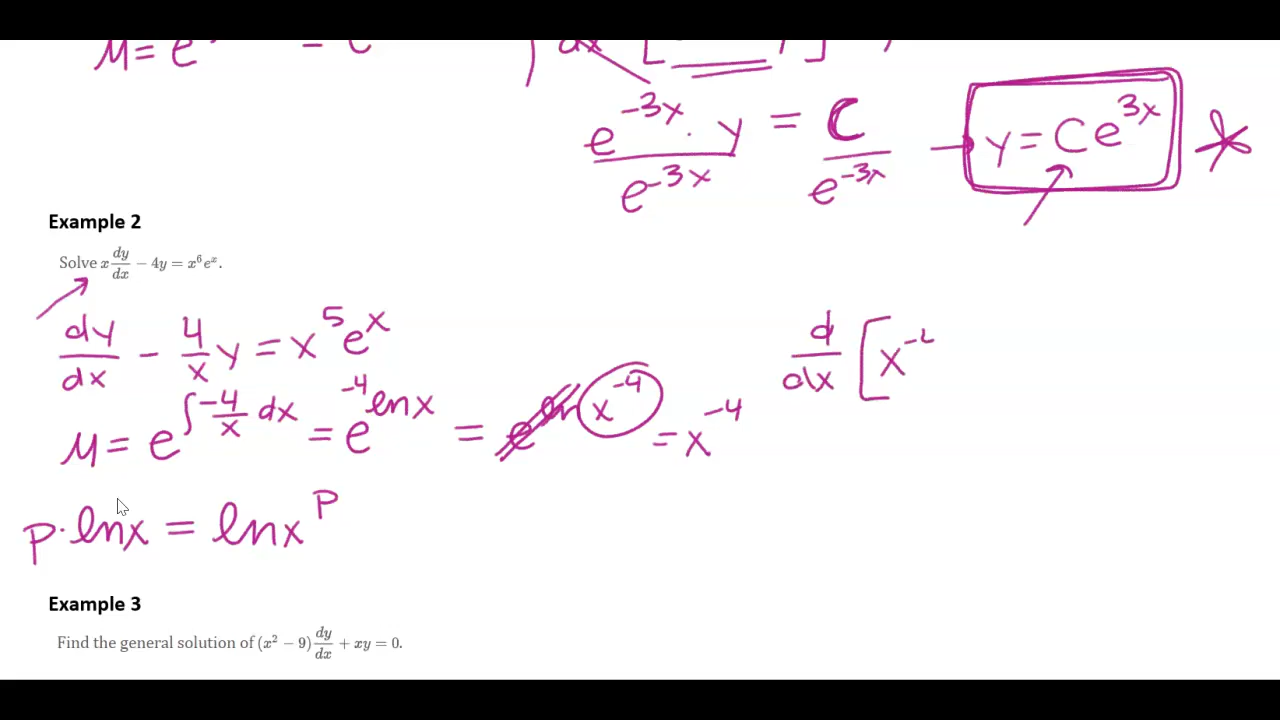 μ = e = e d/dx [ ]
e^{-3x} · y / e^{-3x} = C / e^{-3x} → y = Ce^{3x} *
Example 2
Solve x dy/dx − 4y = x^6 e^x.
dy/dx − 4/x y = x^5 e^x
d/dx [x^-
μ = e^{∫ -4/x dx} = e^{-4 ln x} = e^{ln x^{-4}} = x^{-4}
p · ln x = ln x^p
Example 3
Find the general solution of (x^2 − 9) dy/dx + xy = 0.